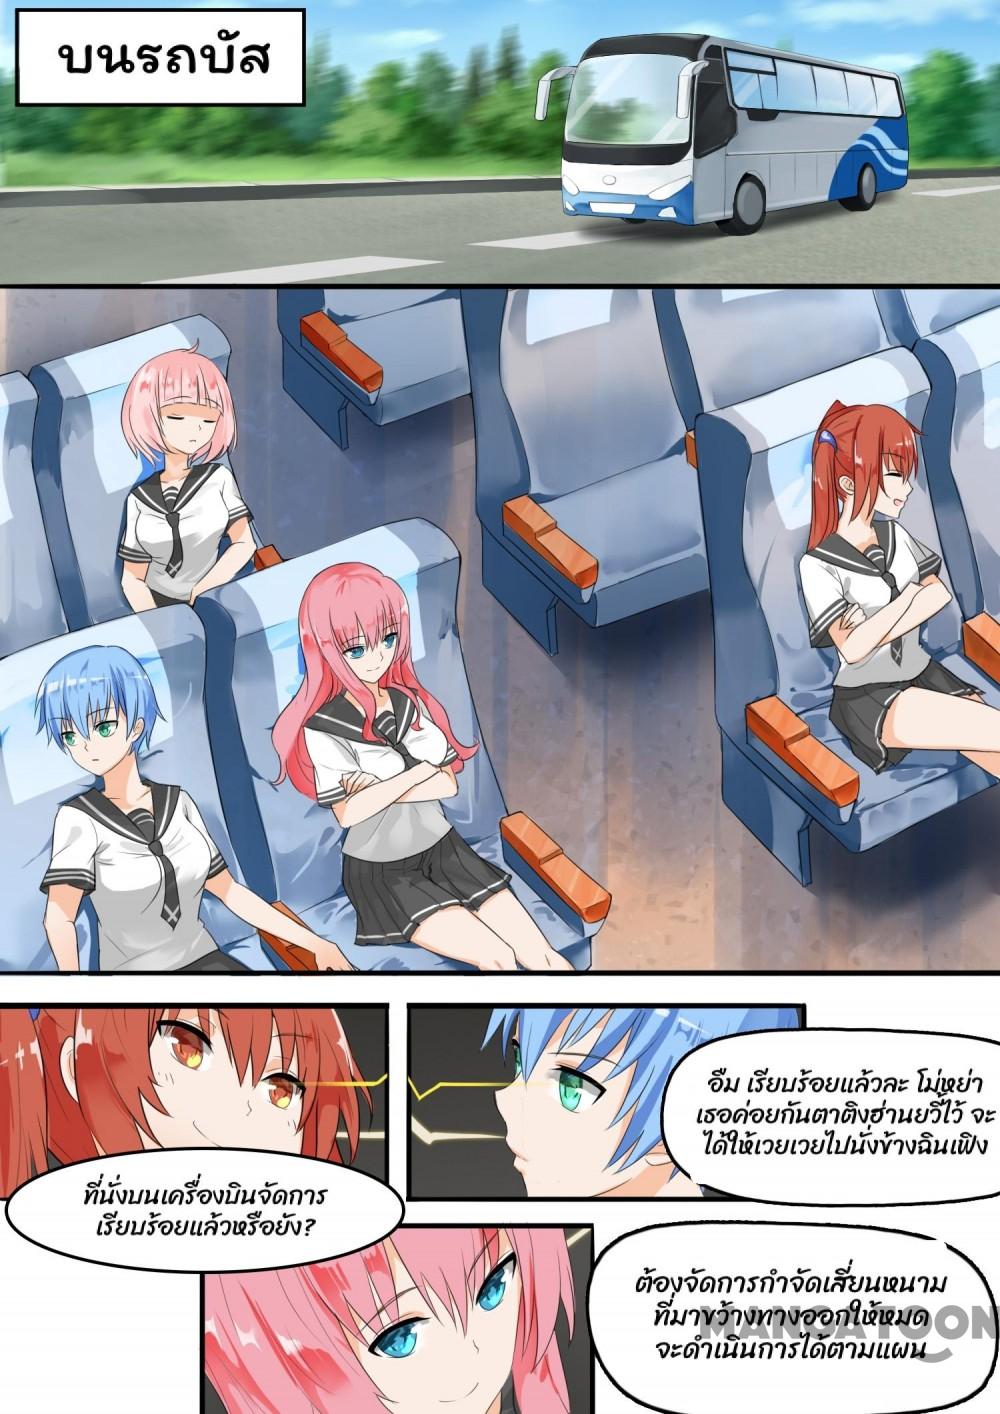 บนรถบัส
อืม เรียบร้อยแล้วละ โม่หย่า
เธอค่อยกันตาติงฮ่านยวี้ไว้ จะ
ได้ให้เวยเวยไปนั่งข้างฉินเฟิง
ที่นั่งบนเครื่องบินจัดการ
เรียบร้อยแล้วหรือยัง?
ต้องจัดการกำจัดเสี่ยนหนาม
ที่มาขว้างทางออกให้หมด
จะดำเนินการได้ตามแผน
MANGATOON